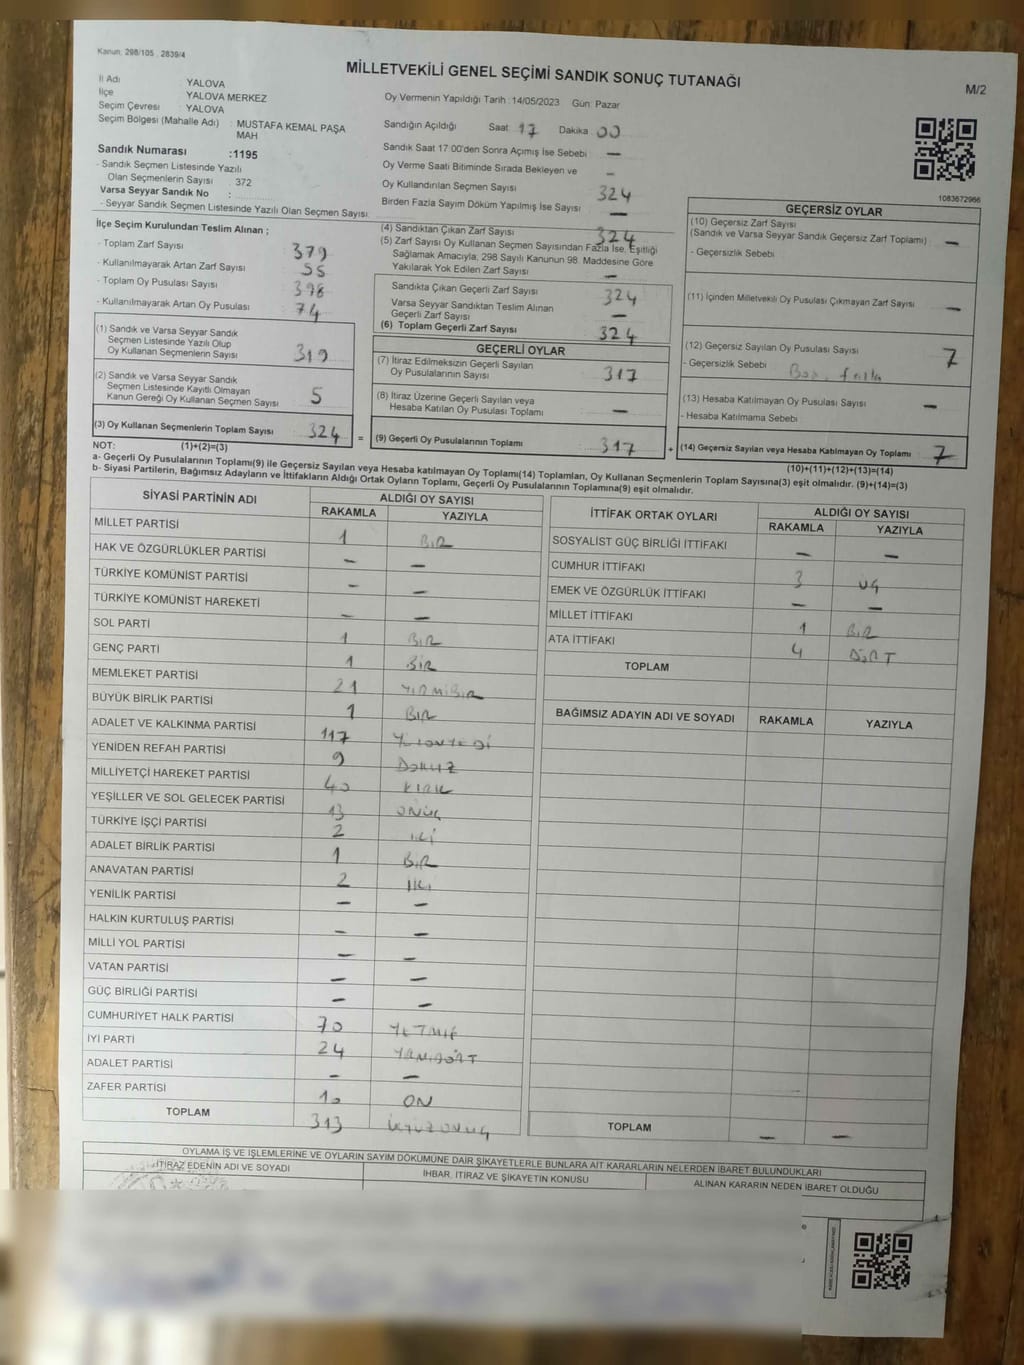 Kanun: 298/105 , 2839/4
MİLLETVEKİLİ GENEL SEÇİMİ SANDIK SONUÇ TUTANAĞI
M/2
İl Adı YALOVA
İlçe YALOVA MERKEZ
Seçim Çevresi : YALOVA
Seçim Bölgesi (Mahalle Adı) : MUSTAFA KEMAL PAŞA MAH
Sandık Numarası :1195
- Sandık Seçmen Listesinde Yazılı
Olan Seçmenlerin Sayısı : 372
Varsa Seyyar Sandık No :
- Seyyar Sandık Seçmen Listesinde Yazılı Olan Seçmen Sayısı:
Oy Vermenin Yapıldığı Tarih :14/05/2023 Gün: Pazar
Sandığın Açıldığı Saat 17 Dakika 00
Sandık Saat 17:00'den Sonra Açımış İse Sebebi —
Oy Verme Saati Bitiminde Sırada Bekleyen ve -
Oy Kullandırılan Seçmen Sayısı 324
Birden Fazla Sayım Döküm Yapılmış İse Sayısı —
1083672966
İlçe Seçim Kurulundan Teslim Alınan ;
- Toplam Zarf Sayısı 379
- Kullanılmayarak Artan Zarf Sayısı 55
- Toplam Oy Pusulası Sayısı 398
- Kullanılmayarak Artan Oy Pusulası 74
(1) Sandık ve Varsa Seyyar Sandık
Seçmen Listesinde Yazılı Olup
Oy Kullanan Seçmenlerin Sayısı 319
(2) Sandık ve Varsa Seyyar Sandık
Seçmen Listesinde Kayıtlı Olmayan
Kanun Gereği Oy Kullanan Seçmen Sayısı 5
(3) Oy Kullanan Seçmenlerin Toplam Sayısı 324
(4) Sandıktan Çıkan Zarf Sayısı 324
(5) Zarf Sayısı Oy Kullanan Seçmen Sayısından Fazla İse, Eşitliği
Sağlamak Amacıyla, 298 Sayılı Kanunun 98. Maddesine Göre
Yakılarak Yok Edilen Zarf Sayısı —
Sandıkta Çıkan Geçerli Zarf Sayısı 324
Varsa Seyyar Sandıktan Teslim Alınan
Geçerli Zarf Sayısı —
(6) Toplam Geçerli Zarf Sayısı 324
GEÇERLİ OYLAR
(7) İtiraz Edilmeksizin Geçerli Sayılan
Oy Pusulalarının Sayısı 317
(8) İtiraz Üzerine Geçerli Sayılan veya
Hesaba Katılan Oy Pusulası Toplamı —
= (9) Geçerli Oy Pusulalarının Toplamı 317
GEÇERSİZ OYLAR
(10) Geçersiz Zarf Sayısı
(Sandık ve Varsa Seyyar Sandık Geçersiz Zarf Toplamı) —
- Geçersizlik Sebebi
(11) İçinden Milletvekili Oy Pusulası Çıkmayan Zarf Sayısı —
(12) Geçersiz Sayılan Oy Pusulası Sayısı 7
- Geçersizlik Sebebi
(13) Hesaba Katılmayan Oy Pusulası Sayısı —
- Hesaba Katılmama Sebebi
+ (14) Geçersiz Sayılan veya Hesaba Katılmayan Oy Toplamı 7
NOT: (1)+(2)=(3) (10)+(11)+(12)+(13)=(14)
a- Geçerli Oy Pusulalarının Toplamı(9) ile Geçersiz Sayılan veya Hesaba katılmayan Oy Toplamı(14) Toplamları, Oy Kullanan Seçmenlerin Toplam Sayısına(3) eşit olmalıdır. (9)+(14)=(3)
b- Siyasi Partilerin, Bağımsız Adayların ve İttifakların Aldığı Ortak Oyların Toplamı, Geçerli Oy Pusulalarının Toplamına(9) eşit olmalıdır.
SİYASİ PARTİNİN ADI ALDIĞI OY SAYISI
RAKAMLA YAZIYLA
MİLLET PARTİSİ 1 BİR
HAK VE ÖZGÜRLÜKLER PARTİSİ — —
TÜRKİYE KOMÜNİST PARTİSİ — —
TÜRKİYE KOMÜNİST HAREKETİ — —
SOL PARTİ 1 BİR
GENÇ PARTİ 1 BİR
MEMLEKET PARTİSİ 21 YİRMİBİR
BÜYÜK BİRLİK PARTİSİ 1 BİR
ADALET VE KALKINMA PARTİSİ 117
YENİDEN REFAH PARTİSİ 9 DOKUZ
MİLLİYETÇİ HAREKET PARTİSİ 40 KIRK
YEŞİLLER VE SOL GELECEK PARTİSİ 13 ONÜÇ
TÜRKİYE İŞÇİ PARTİSİ 2 İKİ
ADALET BİRLİK PARTİSİ 1 BİR
ANAVATAN PARTİSİ 2 İKİ
YENİLİK PARTİSİ — —
HALKIN KURTULUŞ PARTİSİ — —
MİLLİ YOL PARTİSİ — —
VATAN PARTİSİ — —
GÜÇ BİRLİĞİ PARTİSİ — —
CUMHURİYET HALK PARTİSİ 70 YETMİŞ
İYİ PARTİ 24 YİRMİDÖRT
ADALET PARTİSİ — —
ZAFER PARTİSİ 10 ON
TOPLAM 313 ÜÇYÜZONÜÇ
İTTİFAK ORTAK OYLARI ALDIĞI OY SAYISI
RAKAMLA YAZIYLA
SOSYALİST GÜÇ BİRLİĞİ İTTİFAKI — —
CUMHUR İTTİFAKI 3 ÜÇ
EMEK VE ÖZGÜRLÜK İTTİFAKI — —
MİLLET İTTİFAKI 1 BİR
ATA İTTİFAKI 4 DÖRT
TOPLAM
BAĞIMSIZ ADAYIN ADI VE SOYADI RAKAMLA YAZIYLA
TOPLAM — —
OYLAMA İŞ VE İŞLEMLERİNE VE OYLARIN SAYIM DÖKÜMÜNE DAİR ŞİKAYETLERLE BUNLARA AİT KARARLARIN NELERDEN İBARET BULUNDUKLARI
İTİRAZ EDENİN ADI VE SOYADI İHBAR, İTİRAZ VE ŞİKAYETİN KONUSU ALINAN KARARIN NEDEN İBARET OLDUĞU